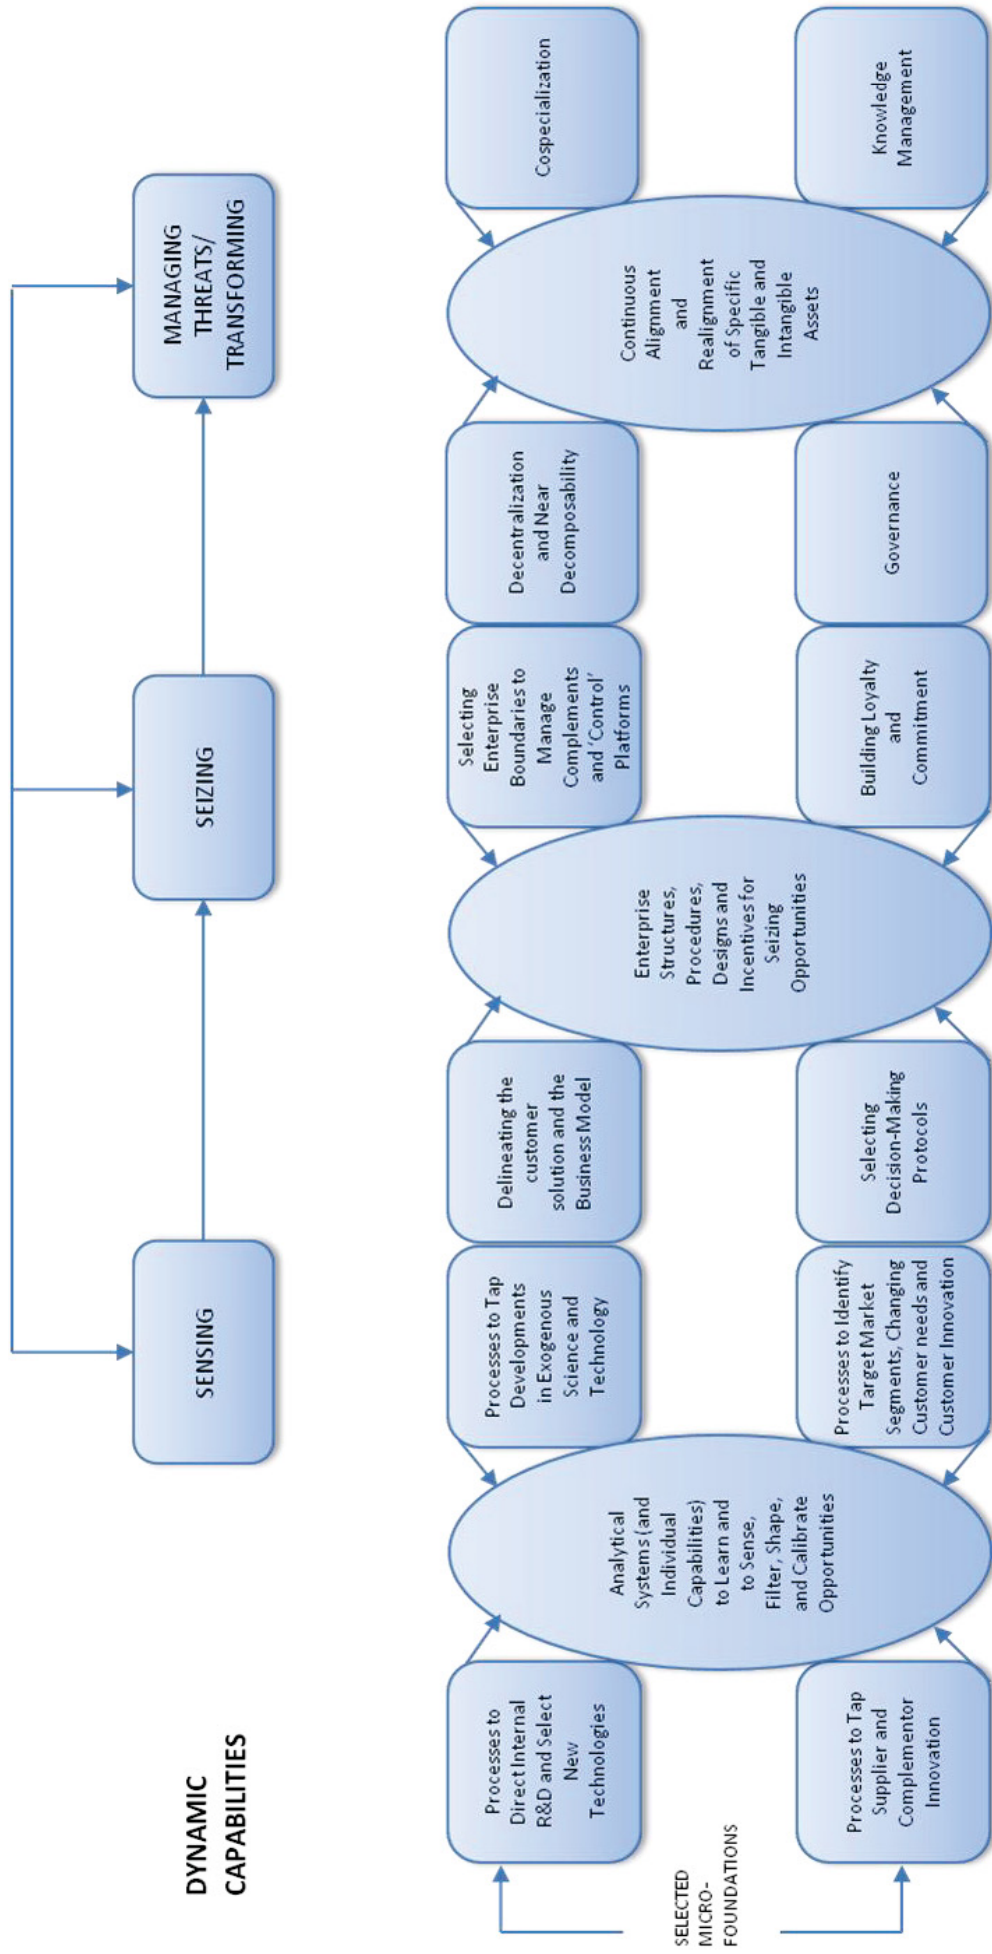 DYNAMIC
CAPABILITIES
SENSING
SEIZING
MANAGING
THREATS/
TRANSFORMING
SELECTED
MICRO-
FOUNDATIONS
Processes to
Direct Internal
R&D and Select
New
Technologies
Processes to Tap
Supplier and
Complementor
Innovation
Analytical
Systems (and
Individual
Capabilities)
to Learn and
to Sense,
Filter, Shape,
and Calibrate
Opportunities
Processes to Tap
Developments
in Exogenous
Science and
Technology
Processes to Identify
Target Market
Segments, Changing
Customer needs and
Customer Innovation
Delineating the
customer
solution and the
Business Model
Selecting
Decision-Making
Protocols
Enterprise
Structures,
Procedures,
Designs and
Incentives for
Seizing
Opportunities
Selecting
Enterprise
Boundaries to
Manage
Complements
and ‘Control’
Platforms
Building Loyalty
and
Commitment
Decentralization
and Near
Decomposability
Governance
Continuous
Alignment
and
Realignment
of Specific
Tangible and
Intangible
Assets
Cospecialization
Knowledge
Management